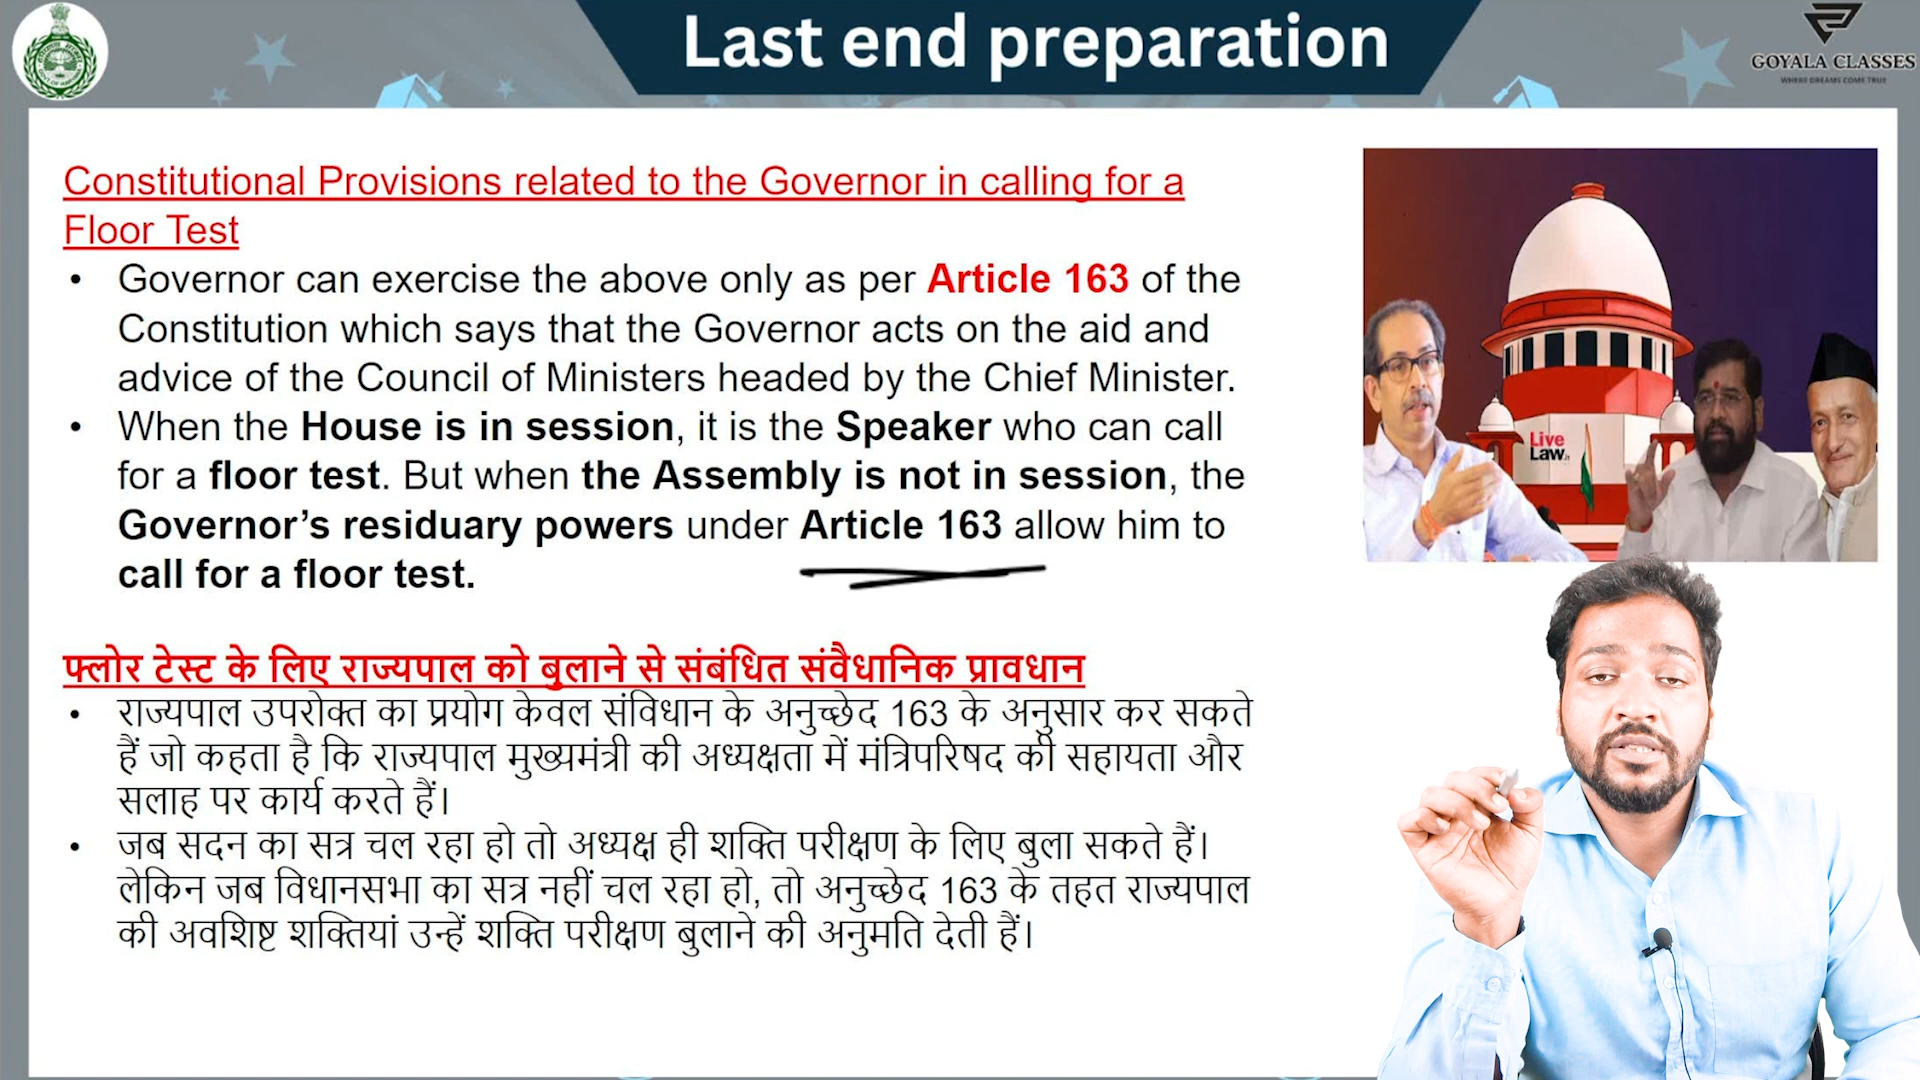 Last end preparation
GOYALA CLASSES
WHERE DREAMS COME TRUE
Constitutional Provisions related to the Governor in calling for a
Floor Test
• Governor can exercise the above only as per Article 163 of the
Constitution which says that the Governor acts on the aid and
advice of the Council of Ministers headed by the Chief Minister.
• When the House is in session, it is the Speaker who can call
for a floor test. But when the Assembly is not in session, the
Governor’s residuary powers under Article 163 allow him to
call for a floor test.
Live
Law.in
फ्लोर टेस्ट के लिए राज्यपाल को बुलाने से संबंधित संवैधानिक प्रावधान
• राज्यपाल उपरोक्त का प्रयोग केवल संविधान के अनुच्छेद 163 के अनुसार कर सकते
हैं जो कहता है कि राज्यपाल मुख्यमंत्री की अध्यक्षता में मंत्रिपरिषद की सहायता और
सलाह पर कार्य करते हैं।
• जब सदन का सत्र चल रहा हो तो अध्यक्ष ही शक्ति परीक्षण के लिए बुला सकते हैं।
लेकिन जब विधानसभा का सत्र नहीं चल रहा हो, तो अनुच्छेद 163 के तहत राज्यपाल
की अवशिष्ट शक्तियां उन्हें शक्ति परीक्षण बुलाने की अनुमति देती हैं।